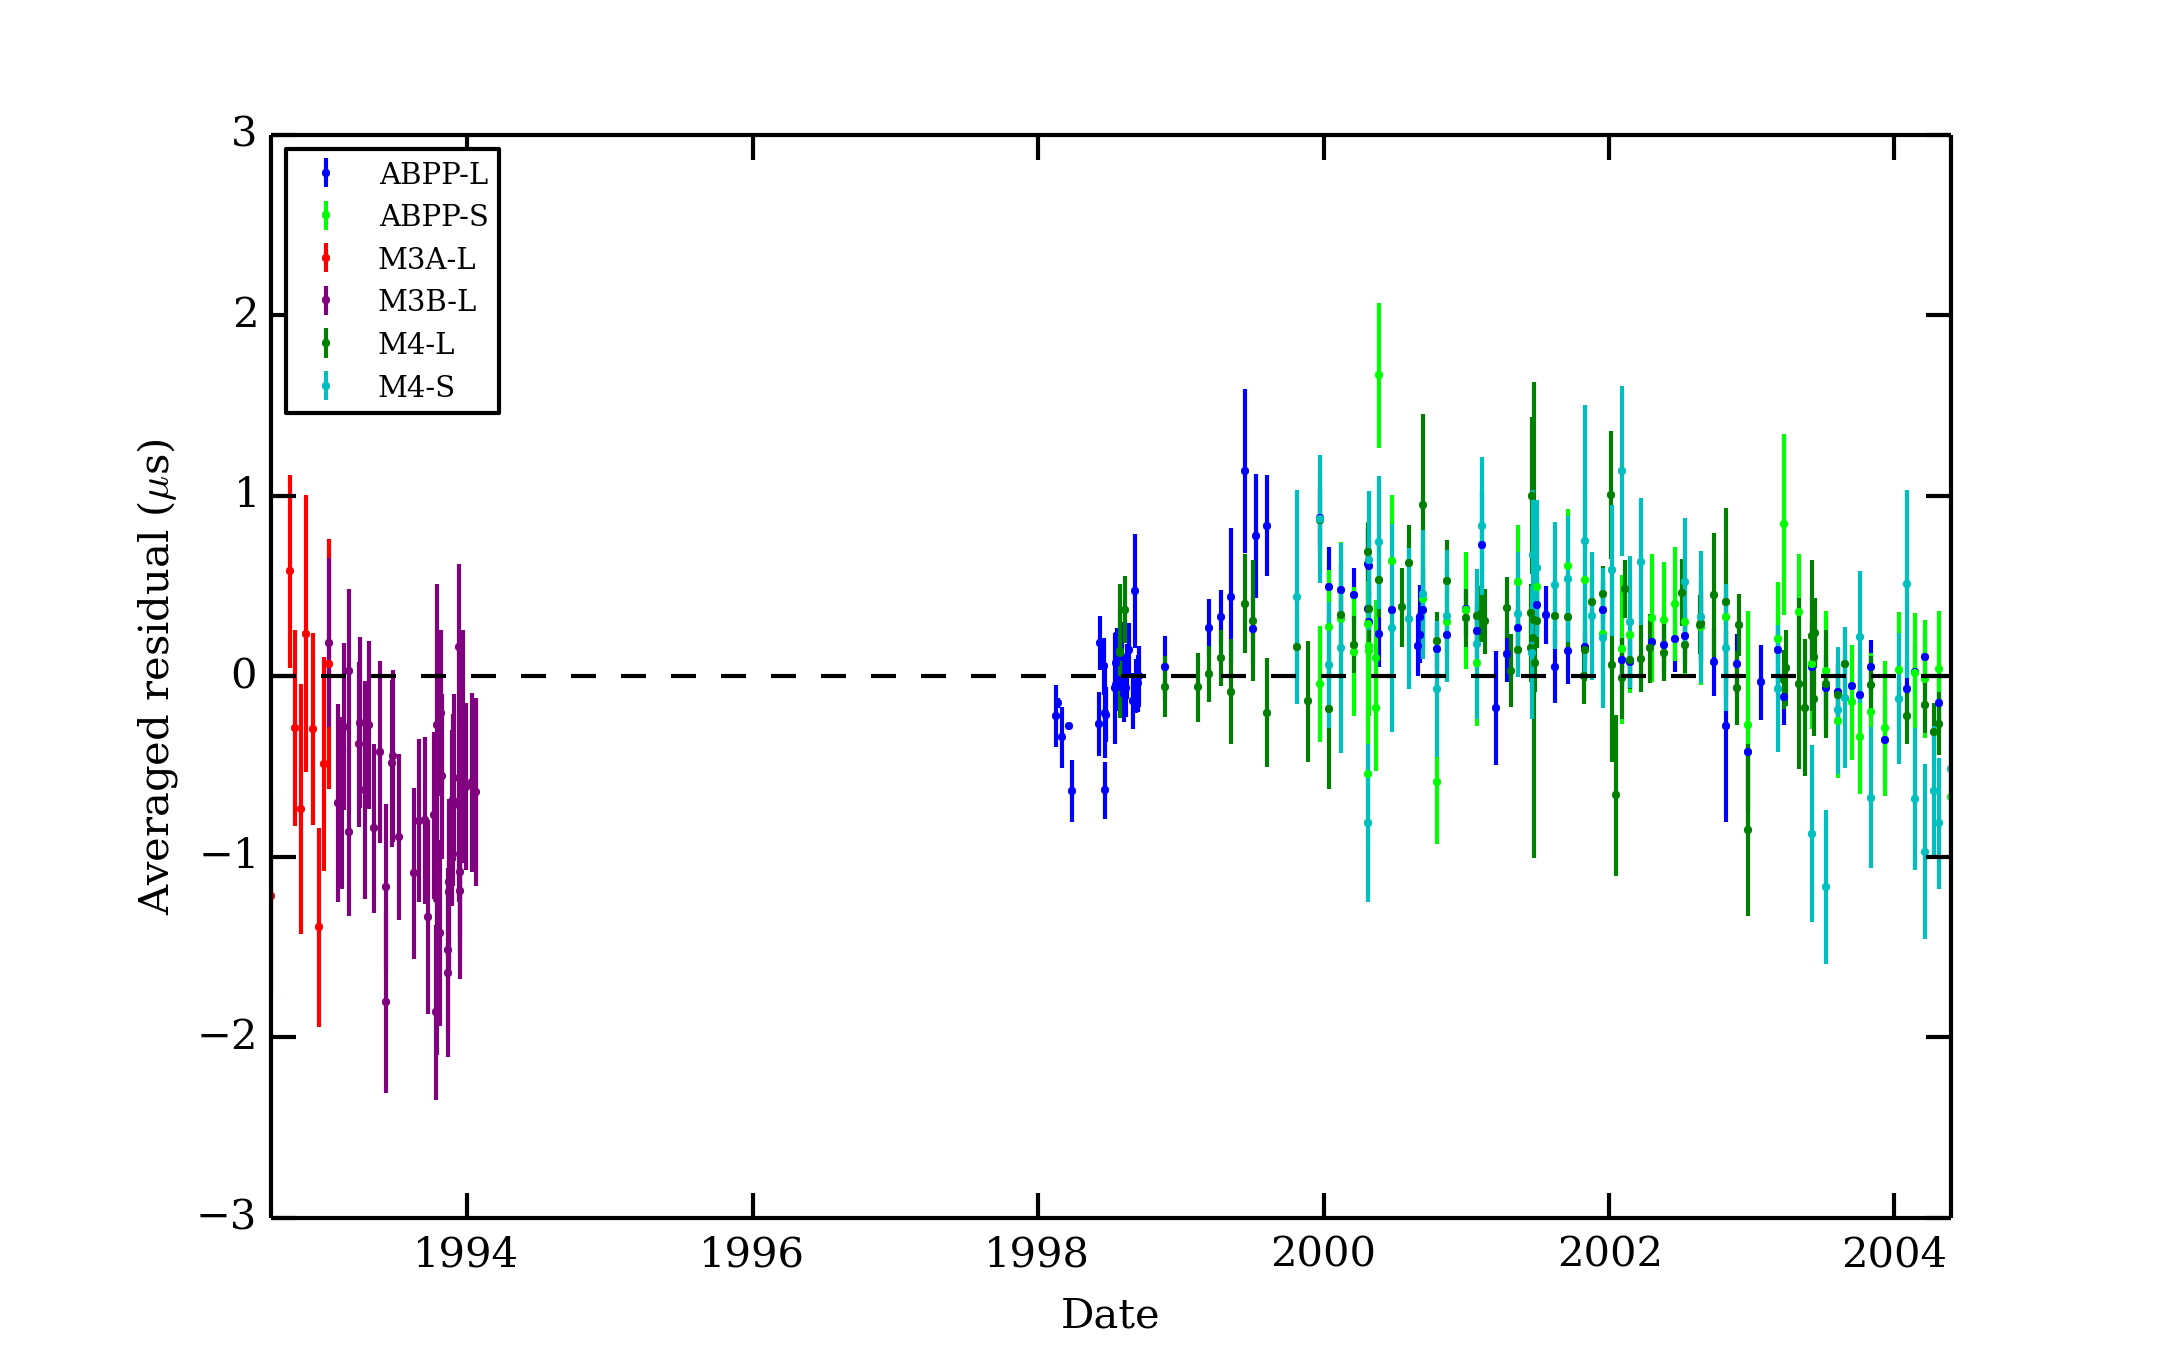 3
2
1
0
−1
−2
−3
Averaged residual (μs)
ABPP-L
ABPP-S
M3A-L
M3B-L
M4-L
M4-S
1994 1996 1998 2000 2002 2004
Date